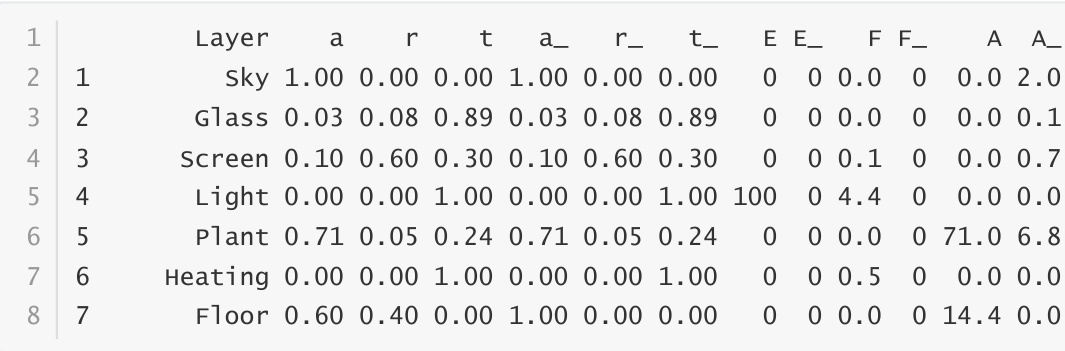 1 Layer a r t a_ r_ t_ E E_ F F_ A A_
2 1 Sky 1.00 0.00 0.00 1.00 0.00 0.00 0 0 0.0 0 0.0 2.0
3 2 Glass 0.03 0.08 0.89 0.03 0.08 0.89 0 0 0.0 0 0.0 0.1
4 3 Screen 0.10 0.60 0.30 0.10 0.60 0.30 0 0 0.1 0 0.0 0.7
5 4 Light 0.00 0.00 1.00 0.00 0.00 1.00 100 0 4.4 0 0.0 0.0
6 5 Plant 0.71 0.05 0.24 0.71 0.05 0.24 0 0 0.0 0 71.0 6.8
7 6 Heating 0.00 0.00 1.00 0.00 0.00 1.00 0 0 0.5 0 0.0 0.0
8 7 Floor 0.60 0.40 0.00 1.00 0.00 0.00 0 0 0.0 0 14.4 0.0